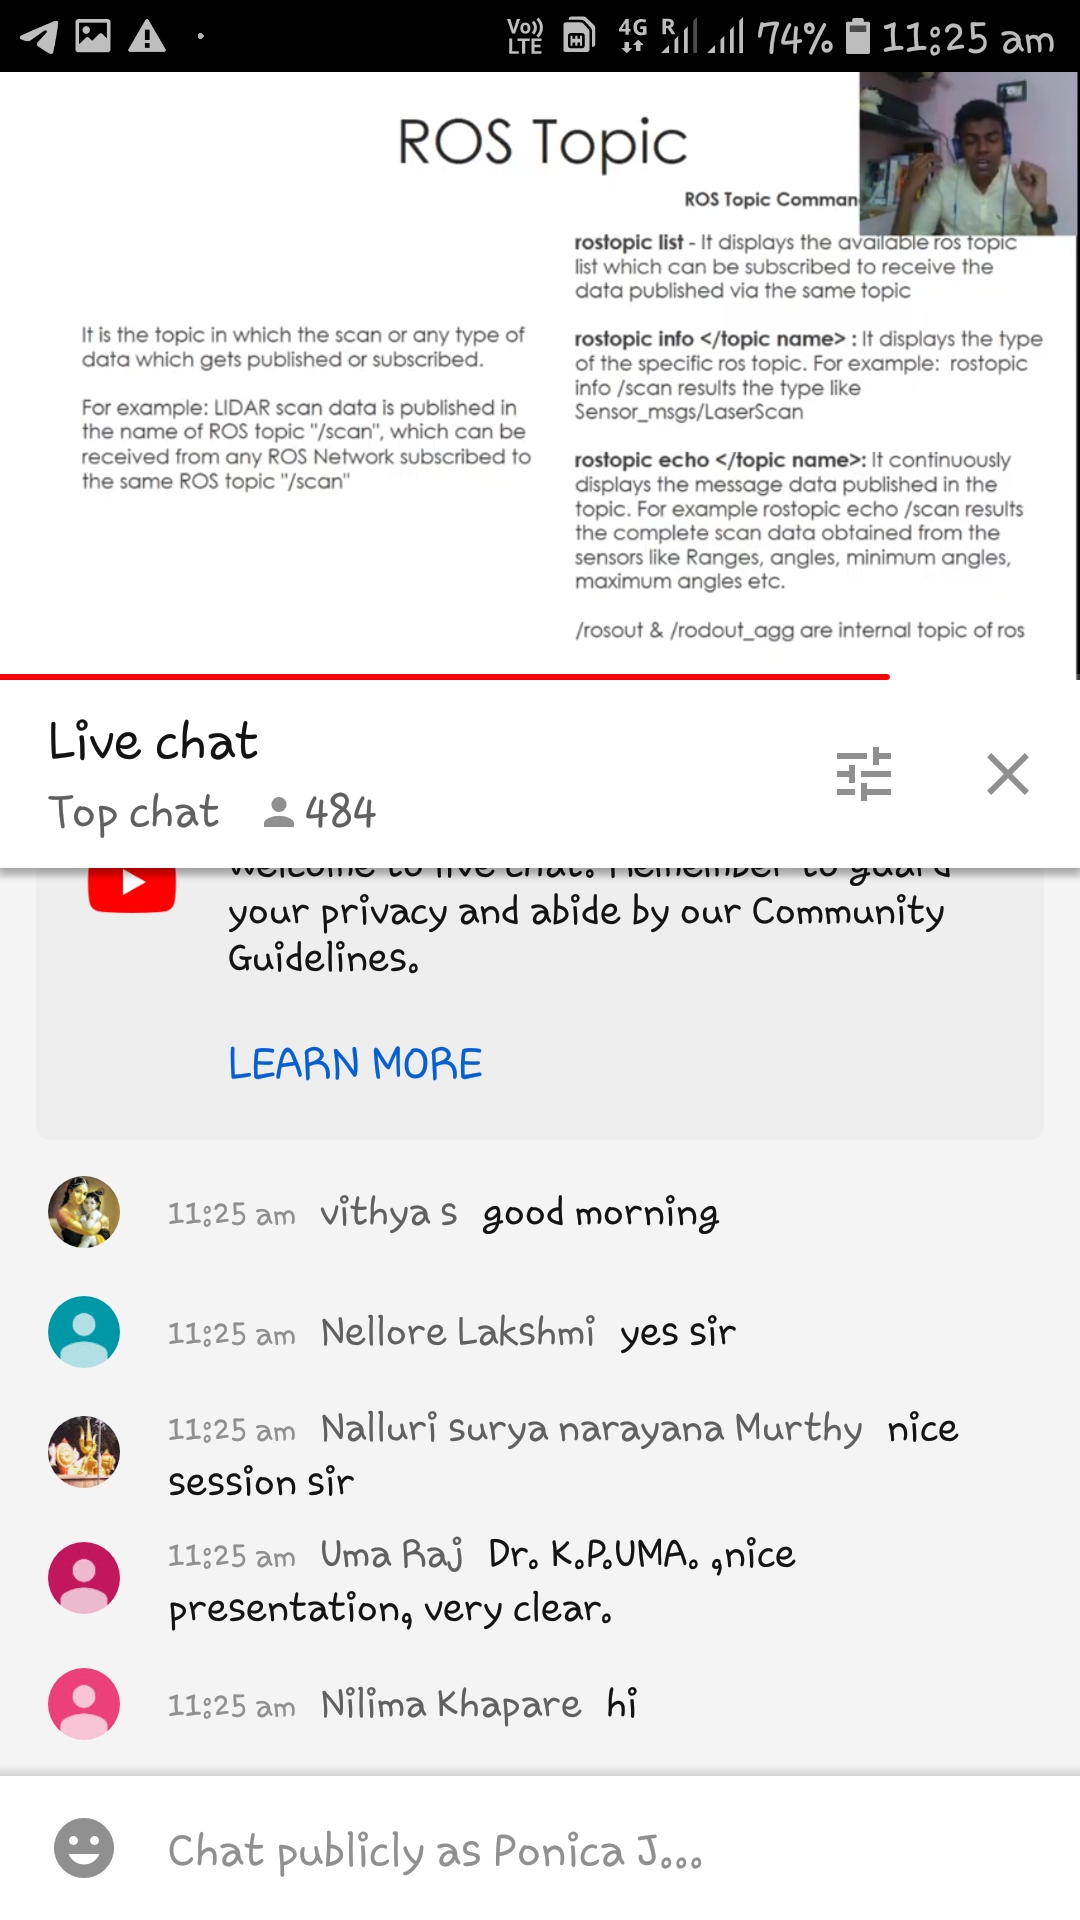 Vo)) LTE 4G R 74% 11:25 am
ROS Topic
ROS Topic Comman
It is the topic in which the scan or any type of
data which gets published or subscribed.
For example: LIDAR scan data is published in
the name of ROS topic "/scan", which can be
received from any ROS Network subscribed to
the same ROS topic "/scan"
rostopic list - It displays the available ros topic
list which can be subscribed to receive the
data published via the same topic
rostopic info </topic name> : It displays the type
of the specific ros topic. For example: rostopic
info /scan results the type like
Sensor_msgs/LaserScan
rostopic echo </topic name>: It continuously
displays the message data published in the
topic. For example rostopic echo /scan results
the complete scan data obtained from the
sensors like Ranges, angles, minimum angles,
maximum angles etc.
/rosout & /rodout_agg are internal topic of ros
Live chat
Top chat 484
welcome to live chat! Remember to guard
your privacy and abide by our Community
Guidelines.
LEARN MORE
11:25 am vithya s good morning
11:25 am Nellore Lakshmi yes sir
11:25 am Nalluri surya narayana Murthy nice
session sir
11:25 am Uma Raj Dr. K.P.UMA. ,nice
presentation, very clear.
11:25 am Nilima Khapare hi
Chat publicly as Ponica J...